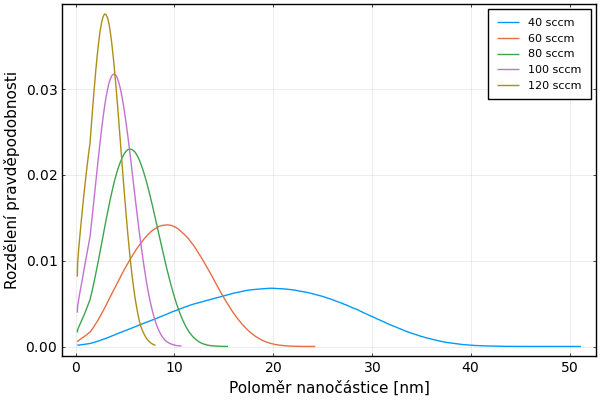 40 sccm
60 sccm
80 sccm
100 sccm
120 sccm
0.03
0.02
0.01
0.00
Rozdělení pravděpodobnosti
0 10 20 30 40 50
Poloměr nanočástice [nm]